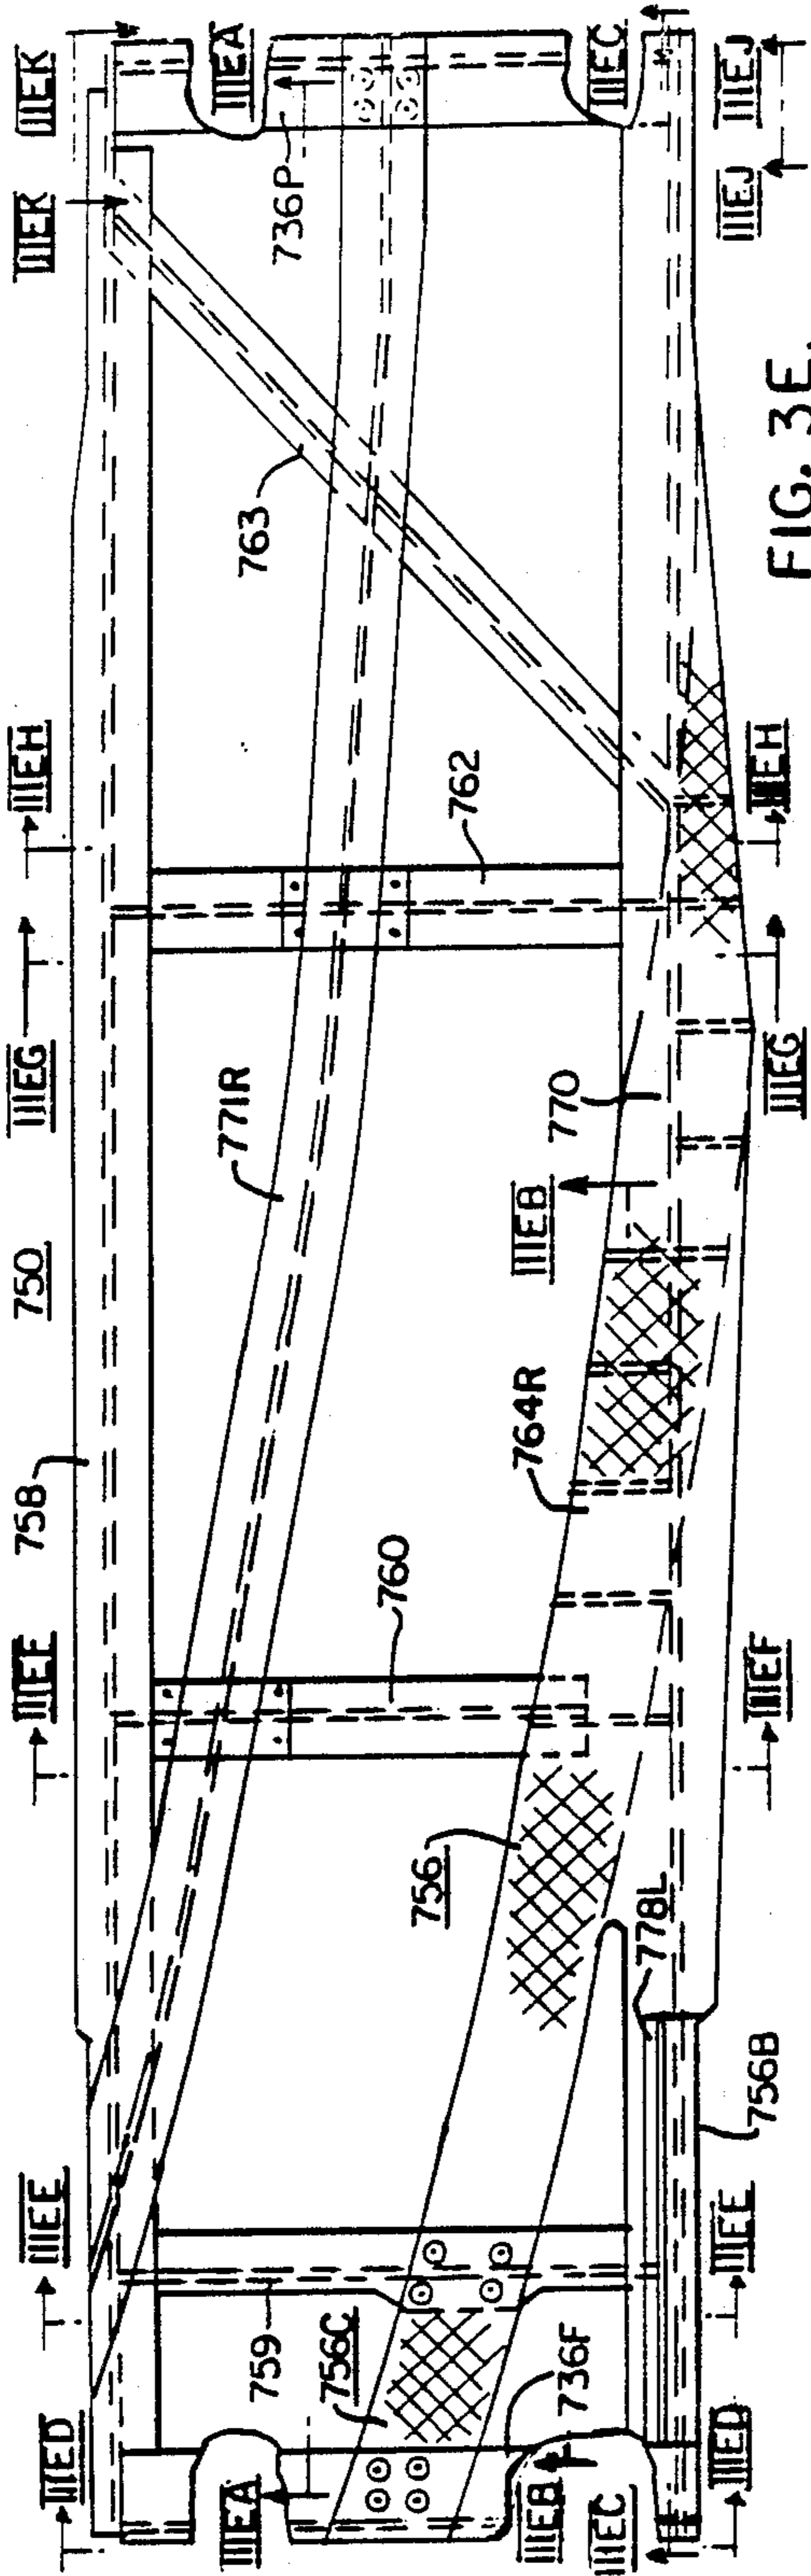 IIIED IIIEE IIIEF 758 750 IIIEG IIIEH IIIEK IIIEK
IIIEA
771R 763 736P
759 760 762
756C 756 IIIEB
IIIEA 764R 770 IIIEC
736F
IIIEB
IIIEC 778L
IIIED IIIEE 756B IIIEF IIIEG IIIEH IIIEJ IIIEJ
FIG. 3E.